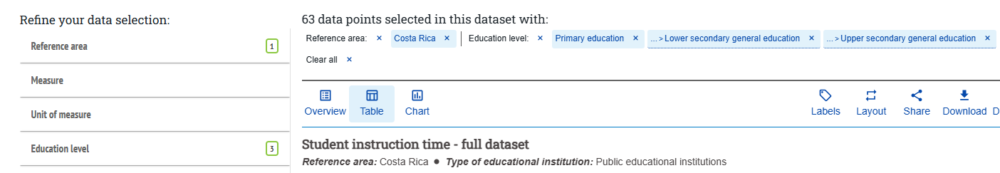 Refine your data selection:
Reference area 1
Measure
Unit of measure
Education level 3
63 data points selected in this dataset with:
Reference area: × Costa Rica × Education level: × Primary education × ... > Lower secondary general education × ... > Upper secondary general education ×
Clear all ×
Overview Table Chart Labels Layout Share Download D
Student instruction time - full dataset
Reference area: Costa Rica ● Type of educational institution: Public educational institutions